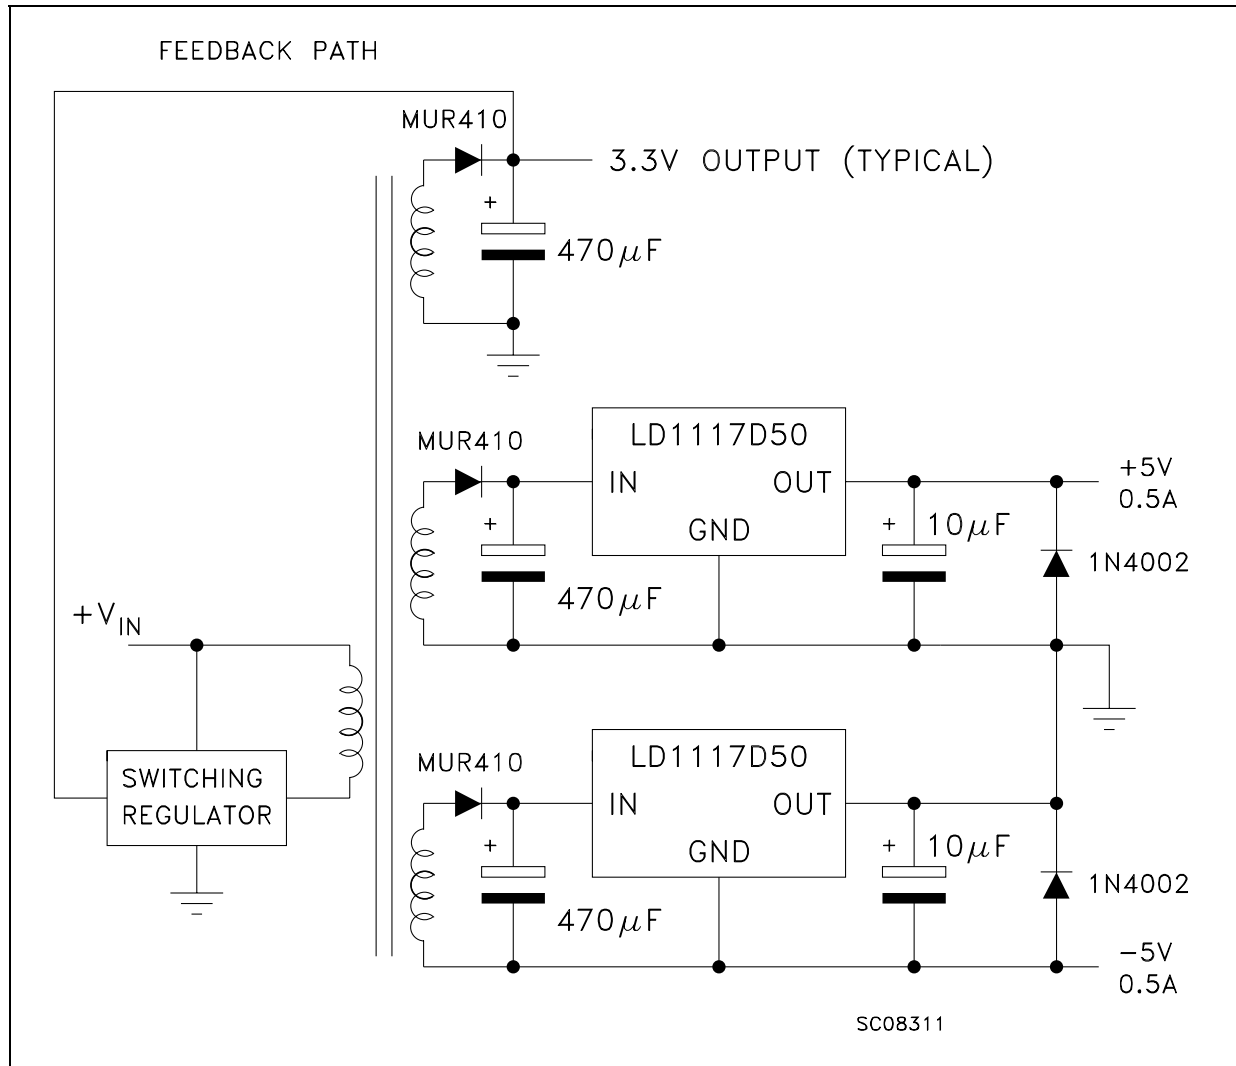 FEEDBACK PATH
MUR410
3.3V OUTPUT (TYPICAL)
+
470μF
MUR410
LD1117D50
IN
OUT
GND
+
470μF
+
10μF
+5V
0.5A
1N4002
+VIN
SWITCHING
REGULATOR
MUR410
LD1117D50
IN
OUT
GND
+
470μF
+
10μF
1N4002
−5V
0.5A
SC08311